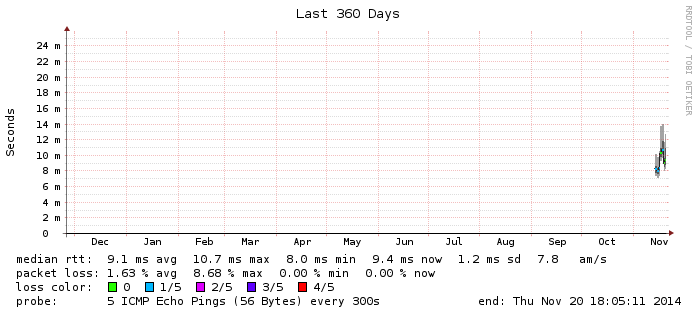 Last 360 Days
RRDTOOL / TOBI OETIKER
Seconds
24 m
22 m
20 m
18 m
16 m
14 m
12 m
10 m
8 m
6 m
4 m
2 m
0
Dec Jan Feb Mar Apr May Jun Jul Aug Sep Oct Nov
median rtt: 9.1 ms avg 10.7 ms max 8.0 ms min 9.4 ms now 1.2 ms sd 7.8 am/s
packet loss: 1.63 % avg 8.68 % max 0.00 % min 0.00 % now
loss color: 0 1/5 2/5 3/5 4/5
probe: 5 ICMP Echo Pings (56 Bytes) every 300s end: Thu Nov 20 18:05:11 2014